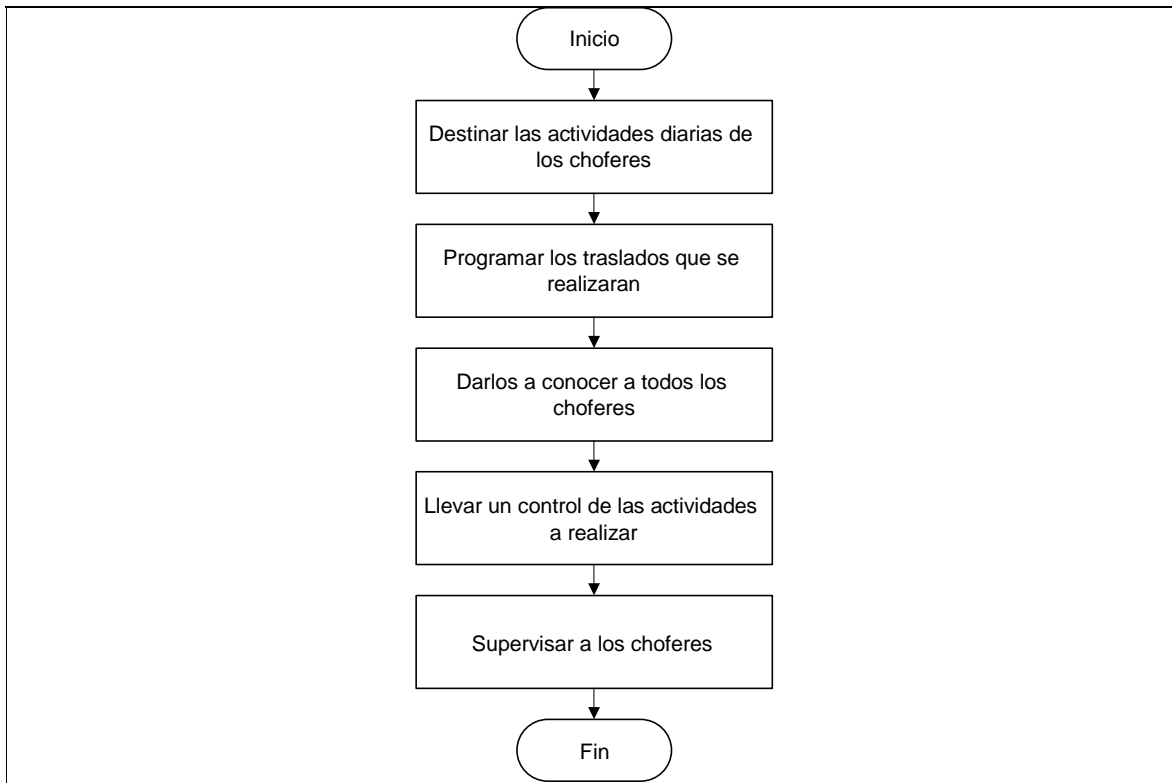 Inicio
Destinar las actividades diarias de
los choferes
Programar los traslados que se
realizaran
Darlos a conocer a todos los
choferes
Llevar un control de las actividades
a realizar
Supervisar a los choferes
Fin